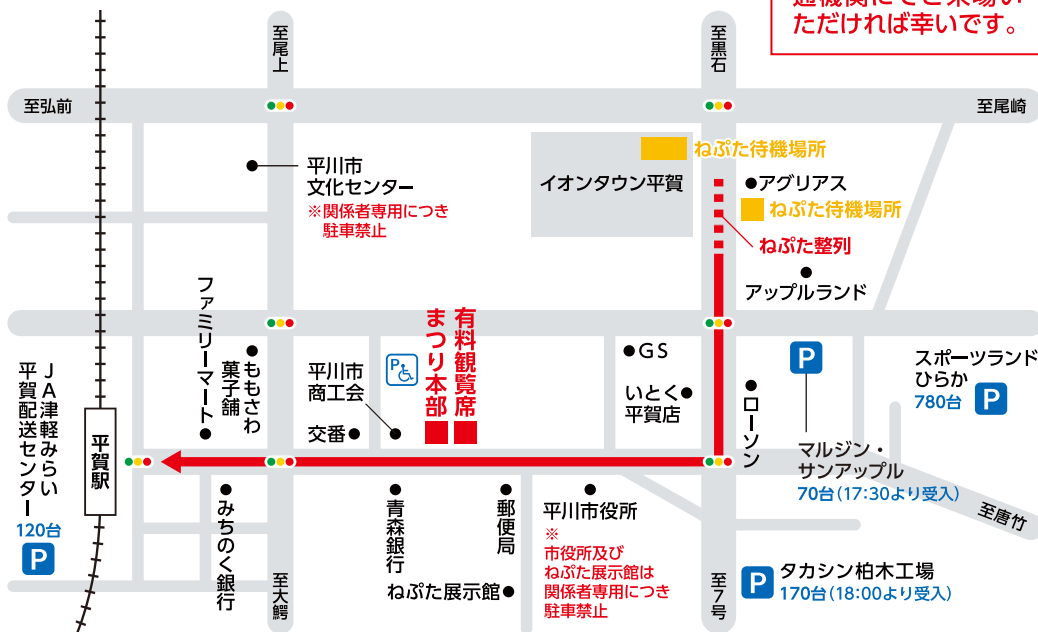 通機関にてご来場い
ただければ幸いです。
至尾上
至黒石
至弘前
至尾崎
ねぷた待機場所
イオンタウン平賀
平川市
文化センター
※関係者専用につき
駐車禁止
アグリアス
ねぷた待機場所
ねぷた整列
アップルランド
ファミリーマート
ももさわ
菓子舗
平川市
商工会
交番
P
まつり本部
有料観覧席
GS
いとく
平賀店
ローソン
P
マルジン・
サンアップル
70台(17:30より受入)
スポーツランド
ひらか
780台
P
JA津軽みらい
平賀配送センター
120台
P
平賀駅
みちのく銀行
至大鰐
青森銀行
郵便局
ねぷた展示館
平川市役所
※
市役所及び
ねぷた展示館は
関係者専用につき
駐車禁止
至7号
至唐竹
P
タカシン柏木工場
170台(18:00より受入)